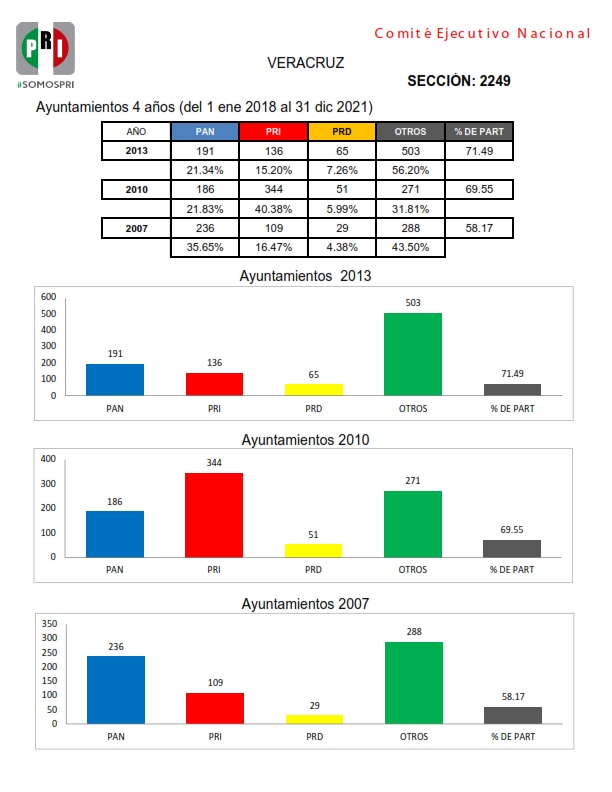 Comité Ejecutivo Nacional
PRI
#SOMOSPRI
VERACRUZ
SECCIÓN: 2249
Ayuntamientos 4 años (del 1 ene 2018 al 31 dic 2021)
AÑO PAN PRI PRD OTROS % DE PART
2013 191 136 65 503 71.49
21.34% 15.20% 7.26% 56.20%
2010 186 344 51 271 69.55
21.83% 40.38% 5.99% 31.81%
2007 236 109 29 288 58.17
35.65% 16.47% 4.38% 43.50%
Ayuntamientos 2013
600
500
400
300
200
100
0
191 136 65 503 71.49
PAN PRI PRD OTROS % DE PART
Ayuntamientos 2010
400
300
200
100
0
186 344 51 271 69.55
PAN PRI PRD OTROS % DE PART
Ayuntamientos 2007
350
300
250
200
150
100
50
0
236 109 29 288 58.17
PAN PRI PRD OTROS % DE PART